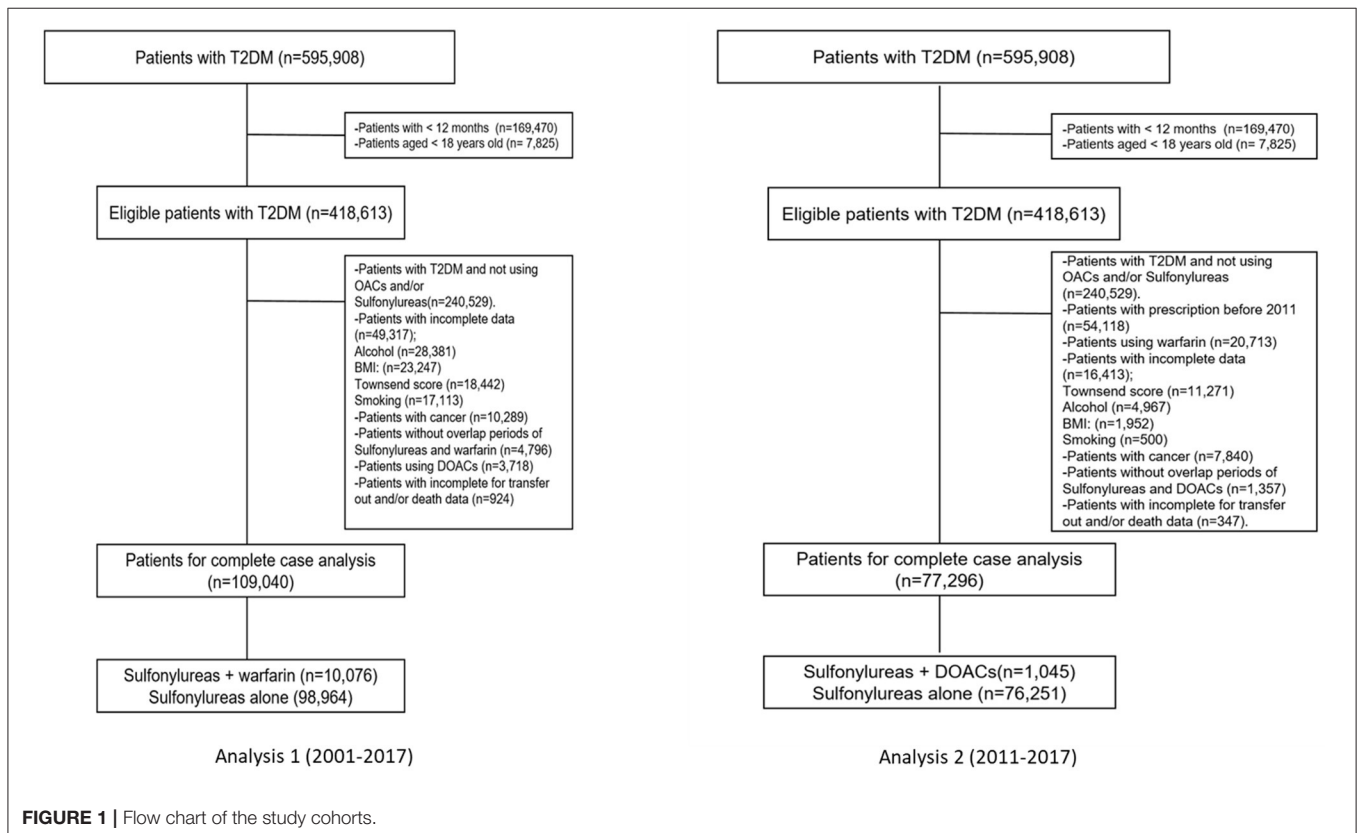 Patients with T2DM (n=595,908)
-Patients with < 12 months (n=169,470)
-Patients aged < 18 years old (n= 7,825)
Eligible patients with T2DM (n=418,613)
-Patients with T2DM and not using
OACs and/or
Sulfonylureas(n=240,529).
-Patients with incomplete data
(n=49,317);
Alcohol (n=28,381)
BMI: (n=23,247)
Townsend score (n=18,442)
Smoking (n=17,113)
-Patients with cancer (n=10,289)
-Patients without overlap periods of
Sulfonylureas and warfarin (n=4,796)
-Patients using DOACs (n=3,718)
-Patients with incomplete for transfer
out and/or death data (n=924)
Patients for complete case analysis
(n=109,040)
Sulfonylureas + warfarin (n=10,076)
Sulfonylureas alone (98,964)
Analysis 1 (2001-2017)
Patients with T2DM (n=595,908)
-Patients with < 12 months (n=169,470)
-Patients aged < 18 years old (n= 7,825)
Eligible patients with T2DM (n=418,613)
-Patients with T2DM and not using
OACs and/or Sulfonylureas
(n=240,529).
-Patients with prescription before 2011
(n=54,118)
-Patients using warfarin (n=20,713)
-Patients with incomplete data
(n=16,413);
Townsend score (n=11,271)
Alcohol (n=4,967)
BMI: (n=1,952)
Smoking (n=500)
-Patients with cancer (n=7,840)
-Patients without overlap periods of
Sulfonylureas and DOACs (n=1,357)
-Patients with incomplete for transfer
out and/or death data (n=347).
Patients for complete case analysis
(n=77,296)
Sulfonylureas + DOACs(n=1,045)
Sulfonylureas alone (n=76,251)
Analysis 2 (2011-2017)
FIGURE 1 | Flow chart of the study cohorts.